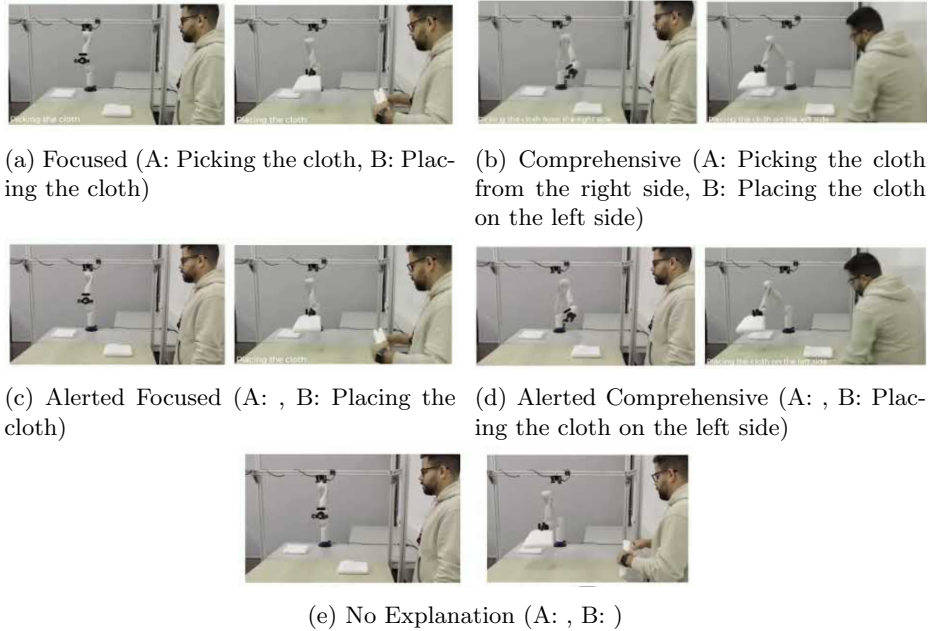 Picking the cloth
Placing the cloth
Picking the cloth from the right side
Placing the cloth on the left side
(a) Focused (A: Picking the cloth, B: Plac-
ing the cloth)
(b) Comprehensive (A: Picking the cloth
from the right side, B: Placing the cloth
on the left side)
Placing the cloth
Placing the cloth on the left side
(c) Alerted Focused (A: , B: Placing the
cloth)
(d) Alerted Comprehensive (A: , B: Plac-
ing the cloth on the left side)
(e) No Explanation (A: , B: )